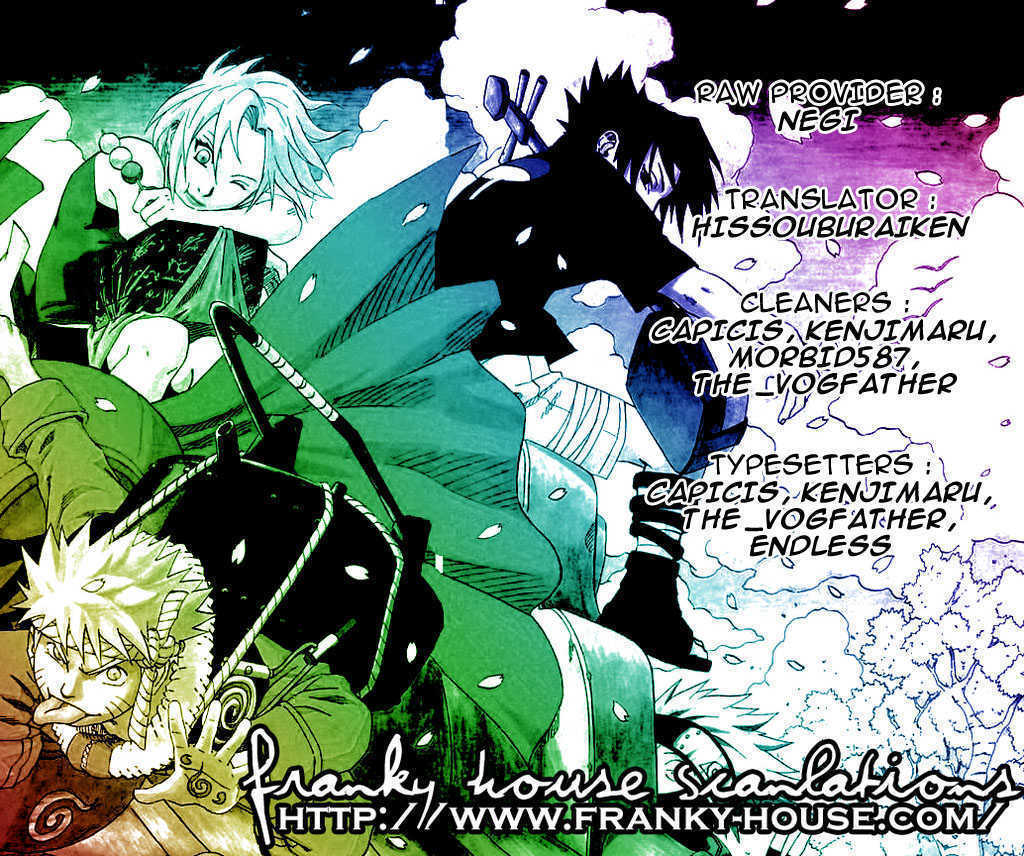 RAW PROVIDER :
NEGI
TRANSLATOR :
HISSOUBURAIKEN
CLEANERS :
CAPICIS, KENJIMARU,
MORBID587,
THE_VOGFATHER
TYPESETTERS :
CAPICIS, KENJIMARU,
THE_VOGFATHER,
ENDLESS
franky house scanlations
HTTP://WWW.FRANKY-HOUSE.COM/